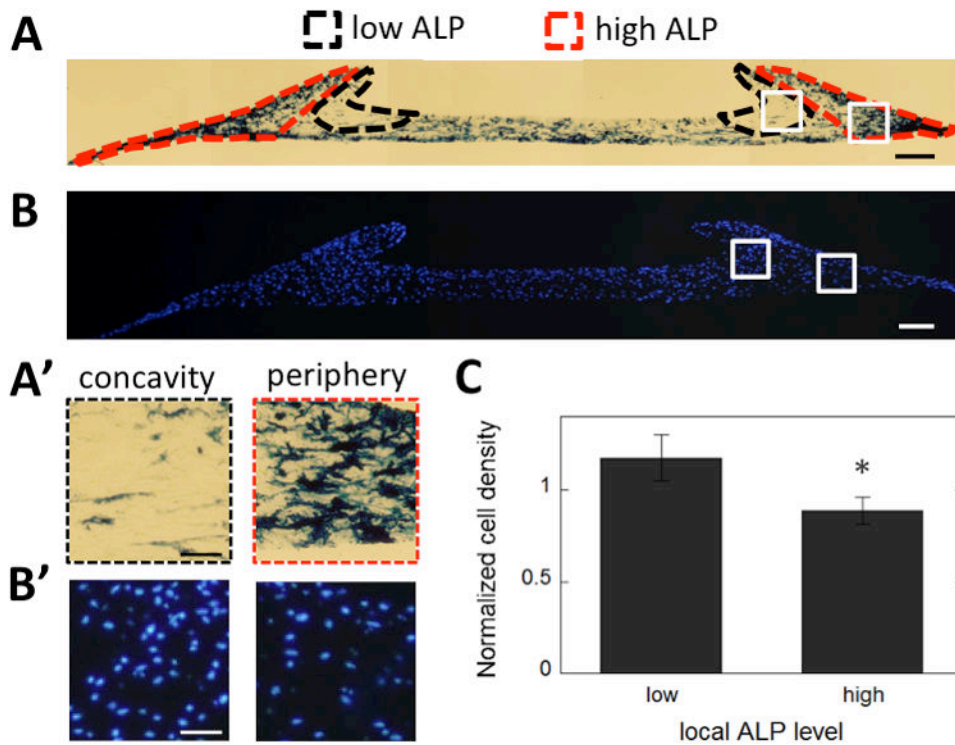 A
low ALP
high ALP
B
A'
concavity
periphery
B'
C
Normalized cell density
1
0.5
0
*
low
high
local ALP level